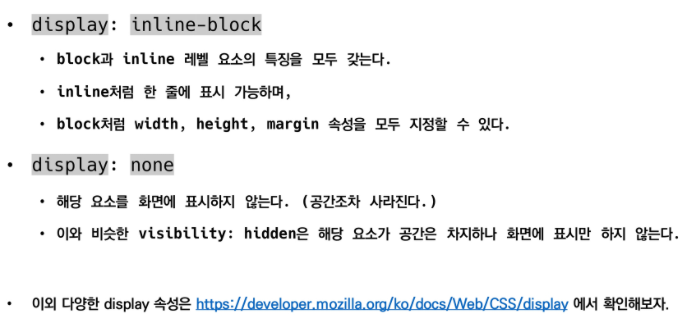 • display: inline-block
• block과 inline 레벨 요소의 특징을 모두 갖는다.
• inline처럼 한 줄에 표시 가능하며,
• block처럼 width, height, margin 속성을 모두 지정할 수 있다.
• display: none
• 해당 요소를 화면에 표시하지 않는다. (공간조차 사라진다.)
• 이와 비슷한 visibility: hidden은 해당 요소가 공간은 차지하나 화면에 표시만 하지 않는다.
• 이외 다양한 display 속성은 https://developer.mozilla.org/ko/docs/Web/CSS/display 에서 확인해보자.